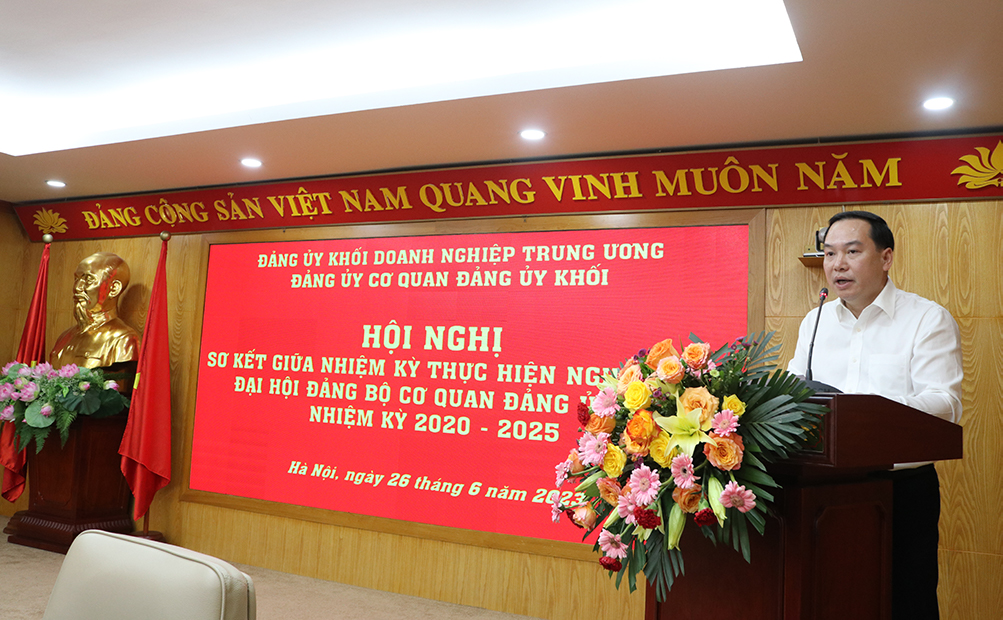 ĐẢNG CỘNG SẢN VIỆT NAM QUANG VINH MUÔN NĂM
ĐẢNG ỦY KHỐI DOANH NGHIỆP TRUNG ƯƠNG
ĐẢNG ỦY CƠ QUAN ĐẢNG ỦY KHỐI
HỘI NGHỊ
SƠ KẾT GIỮA NHIỆM KỲ THỰC HIỆN
ĐẠI HỘI ĐẢNG BỘ CƠ QUAN ĐẢNG
NHIỆM KỲ 2020 - 2025
Hà Nội, ngày 26 tháng 6 năm 2023